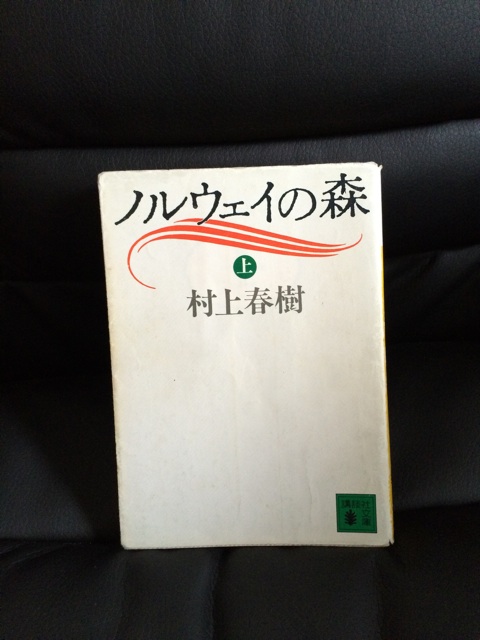 ノルウェイの森
上
村上春樹
講談社
文庫